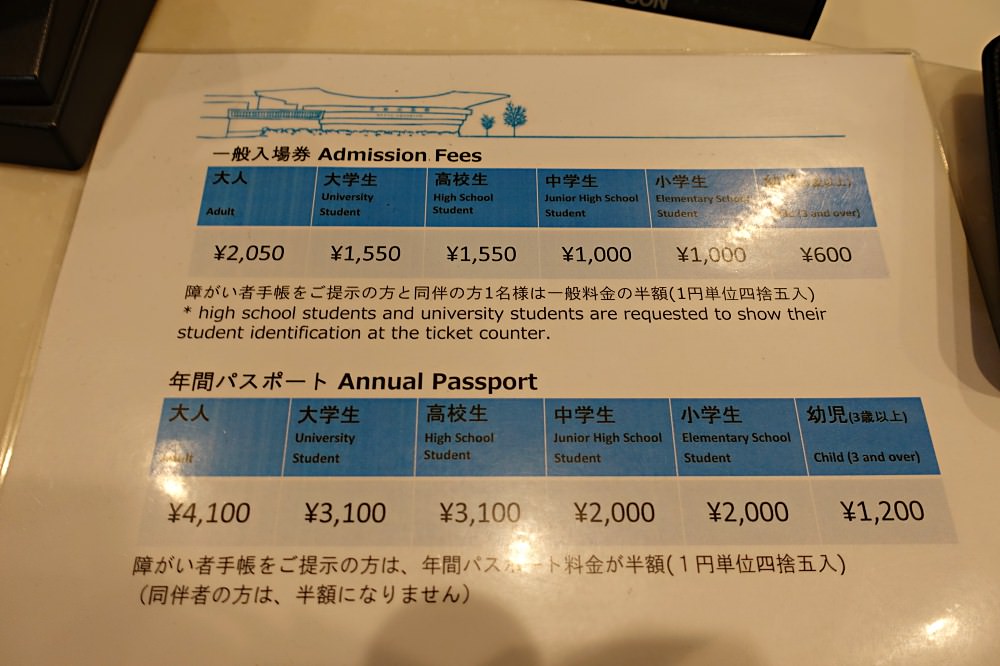 一般入場券 Admission Fees
大人 大学生 高校生 中学生 小学生
Adult University Student High School Student Junior High School Student Elementary School Student (3 and over)
¥2,050 ¥1,550 ¥1,550 ¥1,000 ¥1,000 ¥600
障がい者手帳をご提示の方と同伴の方1名様は一般料金の半額(1円単位四捨五入)
* high school students and university students are requested to show their
student identification at the ticket counter.
年間パスポート Annual Passport
大人 大学生 高校生 中学生 小学生 幼児(3歳以上)
Adult University Student High School Student Junior High School Student Elementary School Student Child (3 and over)
¥4,100 ¥3,100 ¥3,100 ¥2,000 ¥2,000 ¥1,200
障がい者手帳をご提示の方は、年間パスポート料金が半額(1円単位四捨五入)
(同伴者の方は、半額になりません)